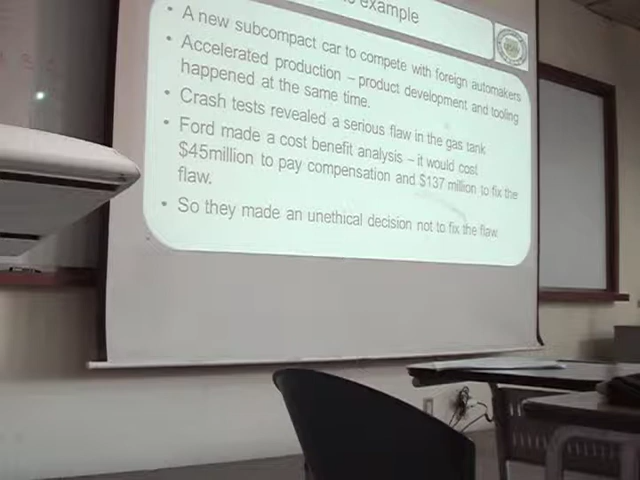 example
• A new subcompact car to compete with foreign automakers
• Accelerated production – product development and tooling
happened at the same time.
• Crash tests revealed a serious flaw in the gas tank
• Ford made a cost benefit analysis – it would cost
$45million to pay compensation and $137 million to fix the
flaw.
• So they made an unethical decision not to fix the flaw.